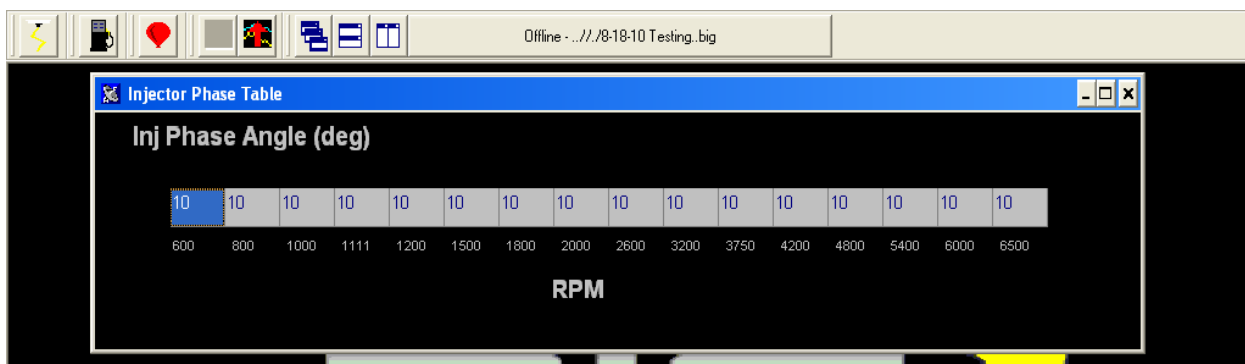 Offline - ..//./8-18-10 Testing..big
Injector Phase Table
Inj Phase Angle (deg)
10 10 10 10 10 10 10 10 10 10 10 10 10 10 10 10
600 800 1000 1111 1200 1500 1800 2000 2600 3200 3750 4200 4800 5400 6000 6500
RPM